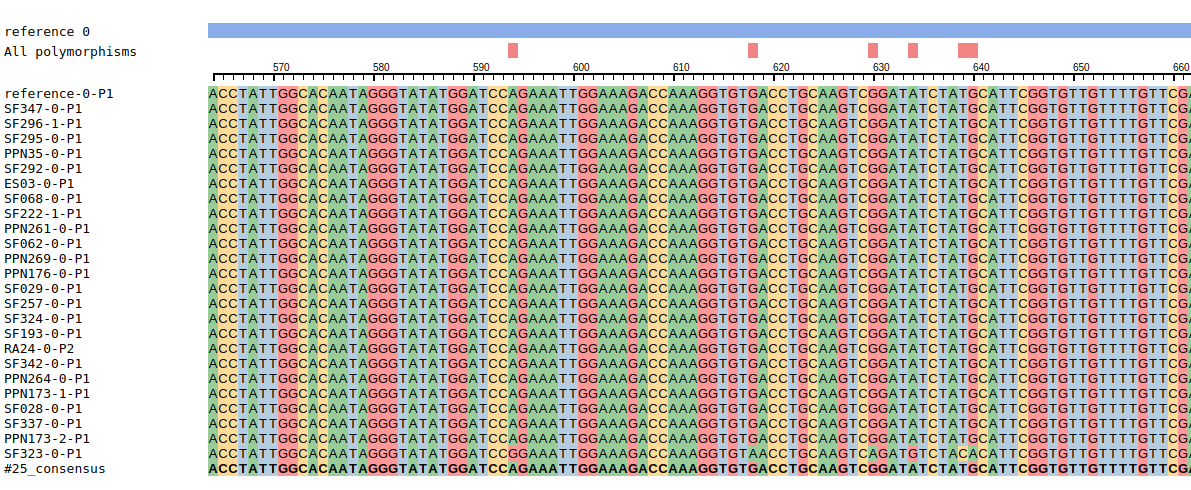 reference 0
All polymorphisms
570 580 590 600 610 620 630 640 650 660
reference-0-P1 ACCTATTGGCACAATAGGGTATATGGATCCAGAAATTGGAAAGACCAAAGGTGTGACCTGCAAGTCGGATATCTATGCATTCGGTGTTGTTTTGTTCGA
SF347-0-P1 ACCTATTGGCACAATAGGGTATATGGATCCAGAAATTGGAAAGACCAAAGGTGTGACCTGCAAGTCGGATATCTATGCATTCGGTGTTGTTTTGTTCGA
SF296-1-P1 ACCTATTGGCACAATAGGGTATATGGATCCAGAAATTGGAAAGACCAAAGGTGTGACCTGCAAGTCGGATATCTATGCATTCGGTGTTGTTTTGTTCGA
SF295-0-P1 ACCTATTGGCACAATAGGGTATATGGATCCAGAAATTGGAAAGACCAAAGGTGTGACCTGCAAGTCGGATATCTATGCATTCGGTGTTGTTTTGTTCGA
PPN35-0-P1 ACCTATTGGCACAATAGGGTATATGGATCCAGAAATTGGAAAGACCAAAGGTGTGACCTGCAAGTCGGATATCTATGCATTCGGTGTTGTTTTGTTCGA
SF292-0-P1 ACCTATTGGCACAATAGGGTATATGGATCCAGAAATTGGAAAGACCAAAGGTGTGACCTGCAAGTCGGATATCTATGCATTCGGTGTTGTTTTGTTCGA
ES03-0-P1 ACCTATTGGCACAATAGGGTATATGGATCCAGAAATTGGAAAGACCAAAGGTGTGACCTGCAAGTCGGATATCTATGCATTCGGTGTTGTTTTGTTCGA
SF068-0-P1 ACCTATTGGCACAATAGGGTATATGGATCCAGAAATTGGAAAGACCAAAGGTGTGACCTGCAAGTCGGATATCTATGCATTCGGTGTTGTTTTGTTCGA
SF222-1-P1 ACCTATTGGCACAATAGGGTATATGGATCCAGAAATTGGAAAGACCAAAGGTGTGACCTGCAAGTCGGATATCTATGCATTCGGTGTTGTTTTGTTCGA
PPN261-0-P1 ACCTATTGGCACAATAGGGTATATGGATCCAGAAATTGGAAAGACCAAAGGTGTGACCTGCAAGTCGGATATCTATGCATTCGGTGTTGTTTTGTTCGA
SF062-0-P1 ACCTATTGGCACAATAGGGTATATGGATCCAGAAATTGGAAAGACCAAAGGTGTGACCTGCAAGTCGGATATCTATGCATTCGGTGTTGTTTTGTTCGA
PPN269-0-P1 ACCTATTGGCACAATAGGGTATATGGATCCAGAAATTGGAAAGACCAAAGGTGTGACCTGCAAGTCGGATATCTATGCATTCGGTGTTGTTTTGTTCGA
PPN176-0-P1 ACCTATTGGCACAATAGGGTATATGGATCCAGAAATTGGAAAGACCAAAGGTGTGACCTGCAAGTCGGATATCTATGCATTCGGTGTTGTTTTGTTCGA
SF029-0-P1 ACCTATTGGCACAATAGGGTATATGGATCCAGAAATTGGAAAGACCAAAGGTGTGACCTGCAAGTCGGATATCTATGCATTCGGTGTTGTTTTGTTCGA
SF257-0-P1 ACCTATTGGCACAATAGGGTATATGGATCCAGAAATTGGAAAGACCAAAGGTGTGACCTGCAAGTCGGATATCTATGCATTCGGTGTTGTTTTGTTCGA
SF324-0-P1 ACCTATTGGCACAATAGGGTATATGGATCCAGAAATTGGAAAGACCAAAGGTGTGACCTGCAAGTCGGATATCTATGCATTCGGTGTTGTTTTGTTCGA
SF193-0-P1 ACCTATTGGCACAATAGGGTATATGGATCCAGAAATTGGAAAGACCAAAGGTGTGACCTGCAAGTCGGATATCTATGCATTCGGTGTTGTTTTGTTCGA
RA24-0-P2 ACCTATTGGCACAATAGGGTATATGGATCCAGAAATTGGAAAGACCAAAGGTGTGACCTGCAAGTCGGATATCTATGCATTCGGTGTTGTTTTGTTCGA
SF342-0-P1 ACCTATTGGCACAATAGGGTATATGGATCCAGAAATTGGAAAGACCAAAGGTGTGACCTGCAAGTCGGATATCTATGCATTCGGTGTTGTTTTGTTCGA
PPN264-0-P1 ACCTATTGGCACAATAGGGTATATGGATCCAGAAATTGGAAAGACCAAAGGTGTGACCTGCAAGTCGGATATCTATGCATTCGGTGTTGTTTTGTTCGA
PPN173-1-P1 ACCTATTGGCACAATAGGGTATATGGATCCAGAAATTGGAAAGACCAAAGGTGTGACCTGCAAGTCGGATATCTATGCATTCGGTGTTGTTTTGTTCGA
SF028-0-P1 ACCTATTGGCACAATAGGGTATATGGATCCAGAAATTGGAAAGACCAAAGGTGTGACCTGCAAGTCGGATATCTATGCATTCGGTGTTGTTTTGTTCGA
SF337-0-P1 ACCTATTGGCACAATAGGGTATATGGATCCAGAAATTGGAAAGACCAAAGGTGTGACCTGCAAGTCGGATATCTATGCATTCGGTGTTGTTTTGTTCGA
PPN173-2-P1 ACCTATTGGCACAATAGGGTATATGGATCCAGAAATTGGAAAGACCAAAGGTGTGACCTGCAAGTCGGATATCTATGCATTCGGTGTTGTTTTGTTCGA
SF323-0-P1 ACCTATTGGCACAATAGGGTATATGGATCCGGAAATTGGAAAGACCAAAGGTGTAACCTGCAAGTCAGATGTCTACACATTCGGTGTTGTTTTGTTCGA
#25_consensus ACCTATTGGCACAATAGGGTATATGGATCCAGAAATTGGAAAGACCAAAGGTGTGACCTGCAAGTCGGATATCTATGCATTCGGTGTTGTTTTGTTCGA